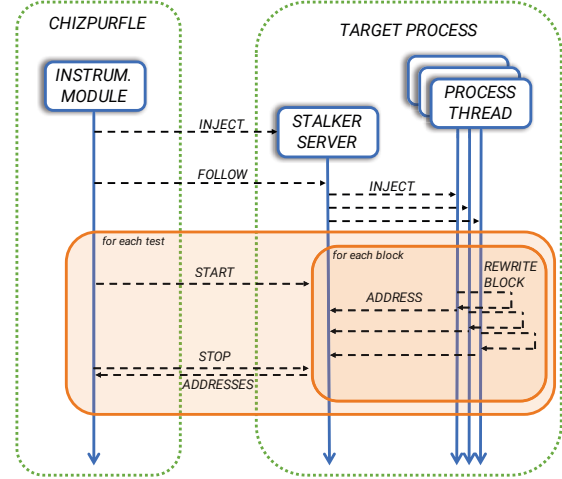 CHIZPURFLE
TARGET PROCESS
INSTRUM.
MODULE
STALKER
SERVER
PROCESS
THREAD
INJECT
FOLLOW
INJECT
for each test
for each block
START
REWRITE
BLOCK
ADDRESS
STOP
ADDRESSES